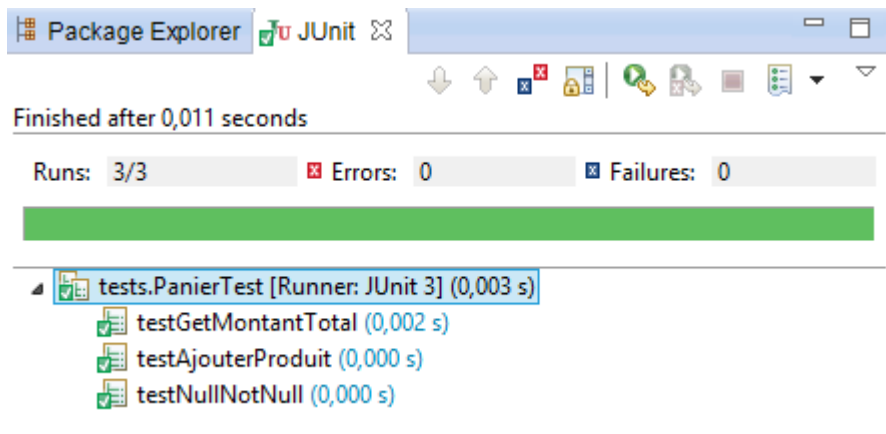 Package Explorer JUnit
Finished after 0,011 seconds
Runs: 3/3 Errors: 0 Failures: 0
tests.PanierTest [Runner: JUnit 3] (0,003 s)
testGetMontantTotal (0,002 s)
testAjouterProduit (0,000 s)
testNullNotNull (0,000 s)